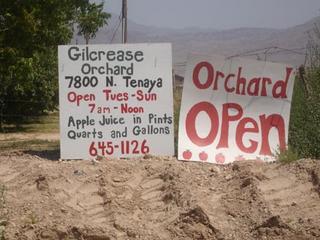 Gilcrease
Orchard
7800 N. Tenaya
Open Tues-Sun
7am-Noon
Apple Juice in Pints
Quarts and Gallons
645-1126
Orchard
OPen